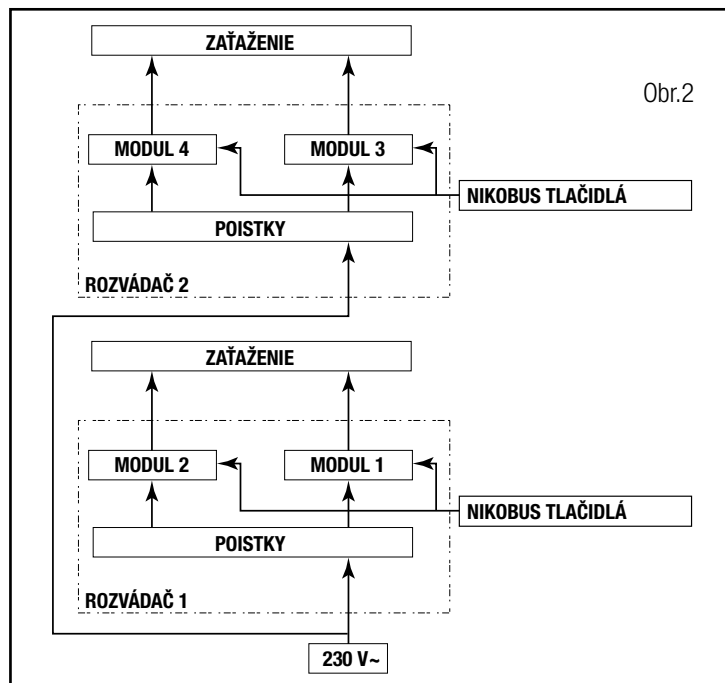 ZAŤAŽENIE
Obr.2
MODUL 4
MODUL 3
NIKOBUS TLAČIDLÁ
POISTKY
ROZVÁDAČ 2
ZAŤAŽENIE
MODUL 2
MODUL 1
NIKOBUS TLAČIDLÁ
POISTKY
ROZVÁDAČ 1
230 V~